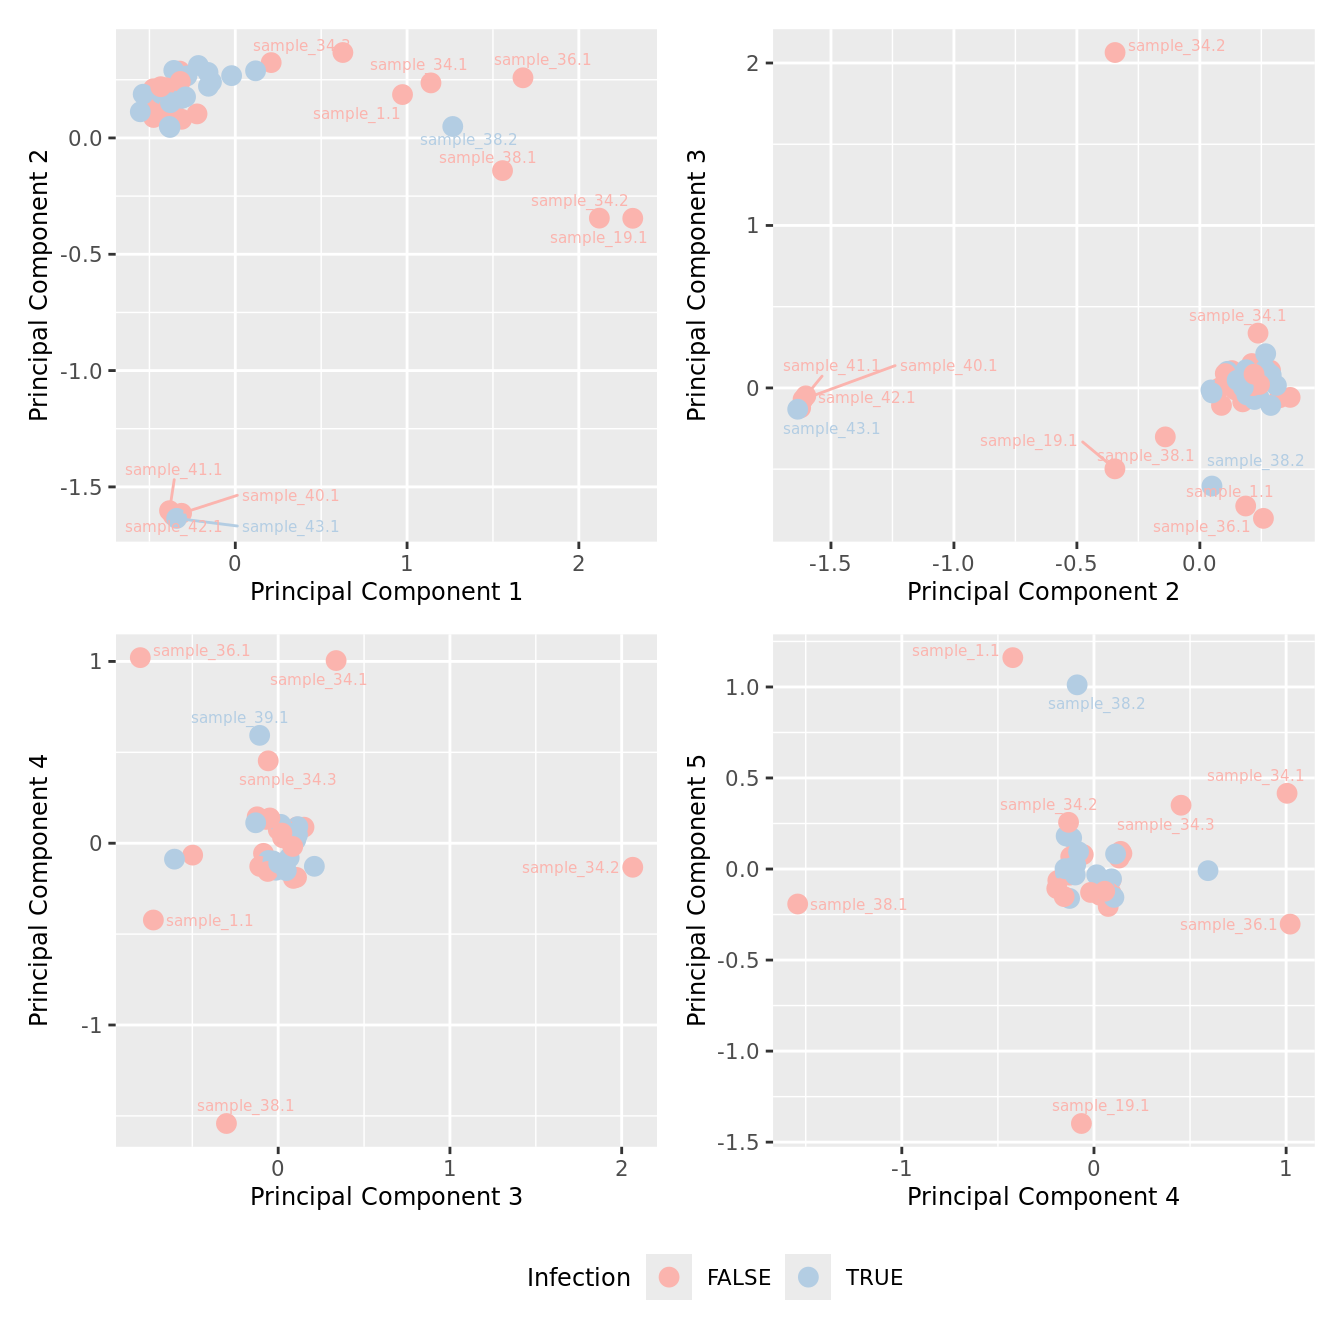 sample_34.3
sample_36.1
sample_34.1
sample_1.1
sample_38.2
sample_38.1
sample_34.2
sample_19.1
sample_41.1
sample_40.1
sample_42.1
sample_43.1
0.0
-0.5
-1.0
-1.5
0
1
2
Principal Component 2
Principal Component 1
sample_34.2
sample_34.1
sample_41.1
sample_40.1
sample_42.1
sample_43.1
sample_19.1
sample_38.1
sample_38.2
sample_1.1
sample_36.1
2
1
0
-1.5
-1.0
-0.5
0.0
Principal Component 3
Principal Component 2
sample_36.1
sample_34.1
sample_39.1
sample_34.3
sample_34.2
sample_1.1
sample_38.1
1
0
-1
0
1
2
Principal Component 4
Principal Component 3
sample_1.1
sample_38.2
sample_34.1
sample_34.2
sample_34.3
sample_38.1
sample_36.1
sample_19.1
1.0
0.5
0.0
-0.5
-1.0
-1.5
-1
0
1
Principal Component 5
Principal Component 4
Infection FALSE TRUE